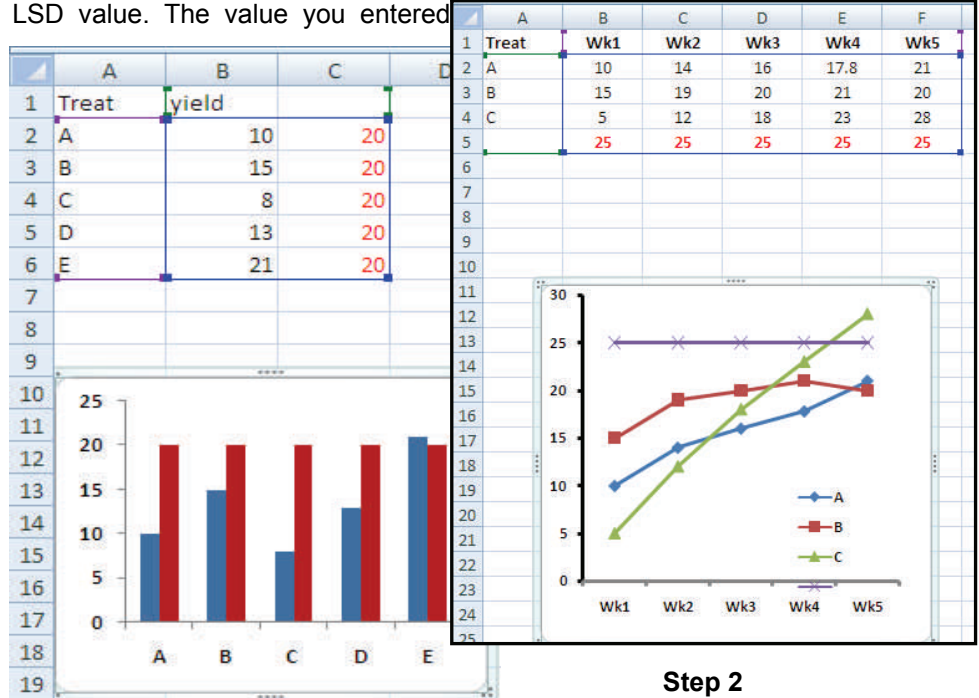 LSD value. The value you entered
A B C D
1 Treat yield
2 A 10 20
3 B 15 20
4 C 8 20
5 D 13 20
6 E 21 20
7
8
9
10
11
12
13
14
15
16
17
18
19
25
20
15
10
5
0
A B C D E
A B C D E F
1 Treat Wk1 Wk2 Wk3 Wk4 Wk5
2 A 10 14 16 17.8 21
3 B 15 19 20 21 20
4 C 5 12 18 23 28
5 25 25 25 25 25
6
7
8
9
10
11
12
13
14
15
16
17
18
19
20
21
22
23
24
25
30
25
20
15
10
5
0
A
B
C
Wk1 Wk2 Wk3 Wk4 Wk5
Step 2